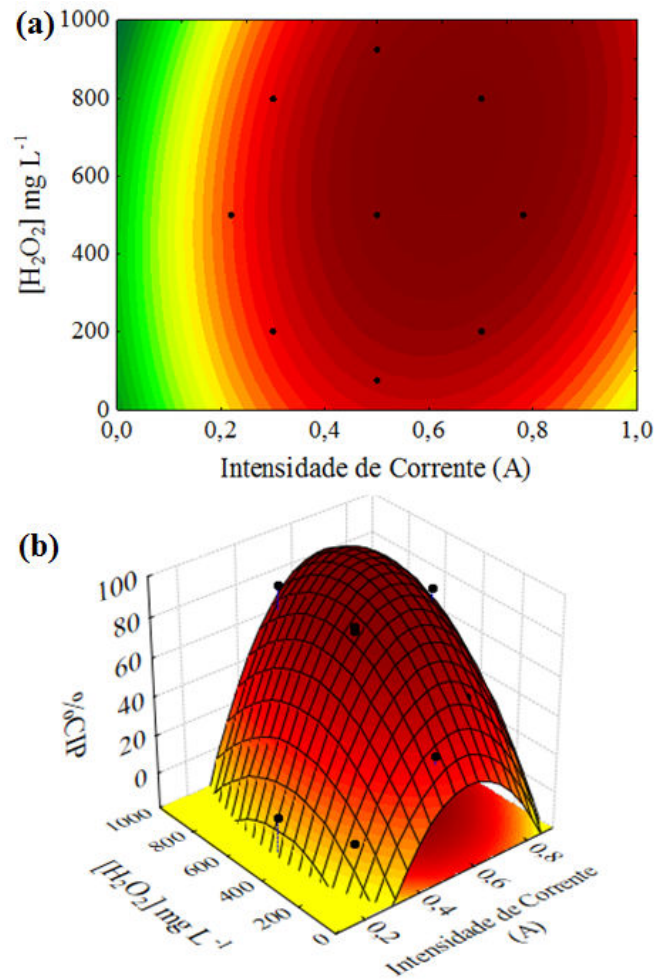 (a)
1000
800
600
400
200
0
[H₂O₂] mg L⁻¹
0,0 0,2 0,4 0,6 0,8 1,0
Intensidade de Corrente (A)
(b)
100
80
60
40
20
0
%CIP
1000
800
600
400
200
0
[H₂O₂] mg L⁻¹
0,2
0,4
0,6
0,8
Intensidade de Corrente
(A)